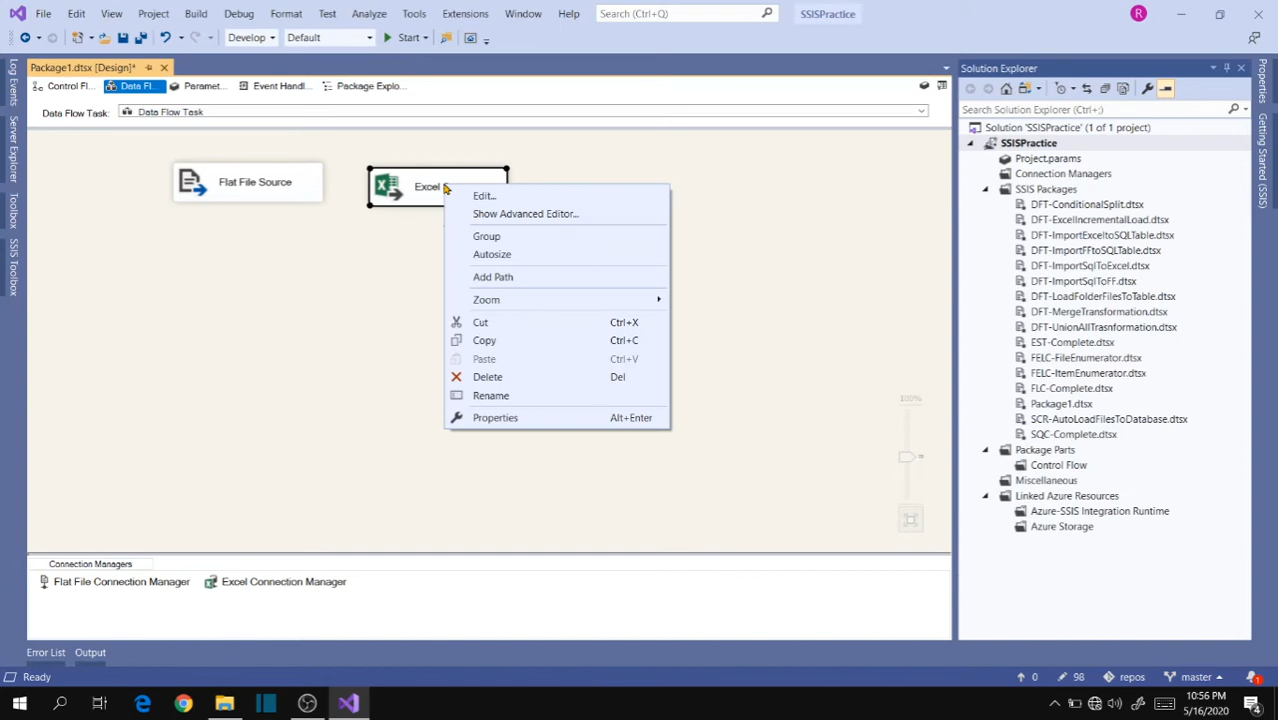 File Edit View Project Build Debug Format Test Analyze Tools Extensions Window Help Search (Ctrl+Q) SSISPractice R
Develop Default Start
Package1.dtsx [Design]*
Control Fl... Data Fl... Paramet... Event Handl... Package Explo...
Data Flow Task: Data Flow Task
Log Events
Server Explorer
Toolbox
SSIS Toolbox
Flat File Source
Excel
Edit...
Show Advanced Editor...
Group
Autosize
Add Path
Zoom
Cut Ctrl+X
Copy Ctrl+C
Paste Ctrl+V
Delete Del
Rename
Properties Alt+Enter
100%
Connection Managers
Flat File Connection Manager Excel Connection Manager
Solution Explorer
Search Solution Explorer (Ctrl+;)
Solution 'SSISPractice' (1 of 1 project)
SSISPractice
Project.params
Connection Managers
SSIS Packages
DFT-ConditionalSplit.dtsx
DFT-ExcelIncrementalLoad.dtsx
DFT-ImportExceltoSQLTable.dtsx
DFT-ImportFFtoSQLTable.dtsx
DFT-ImportSqlToExcel.dtsx
DFT-ImportSqlToFF.dtsx
DFT-LoadFolderFilesToTable.dtsx
DFT-MergeTransformation.dtsx
DFT-UnionAllTrasnformation.dtsx
EST-Complete.dtsx
FELC-FileEnumerator.dtsx
FELC-ItemEnumerator.dtsx
FLC-Complete.dtsx
Package1.dtsx
SCR-AutoLoadFilesToDatabase.dtsx
SQC-Complete.dtsx
Package Parts
Control Flow
Miscellaneous
Linked Azure Resources
Azure-SSIS Integration Runtime
Azure Storage
Properties
Getting Started (SSIS)
Error List Output
Ready 0 98 repos master 1
10:56 PM
5/16/2020
4